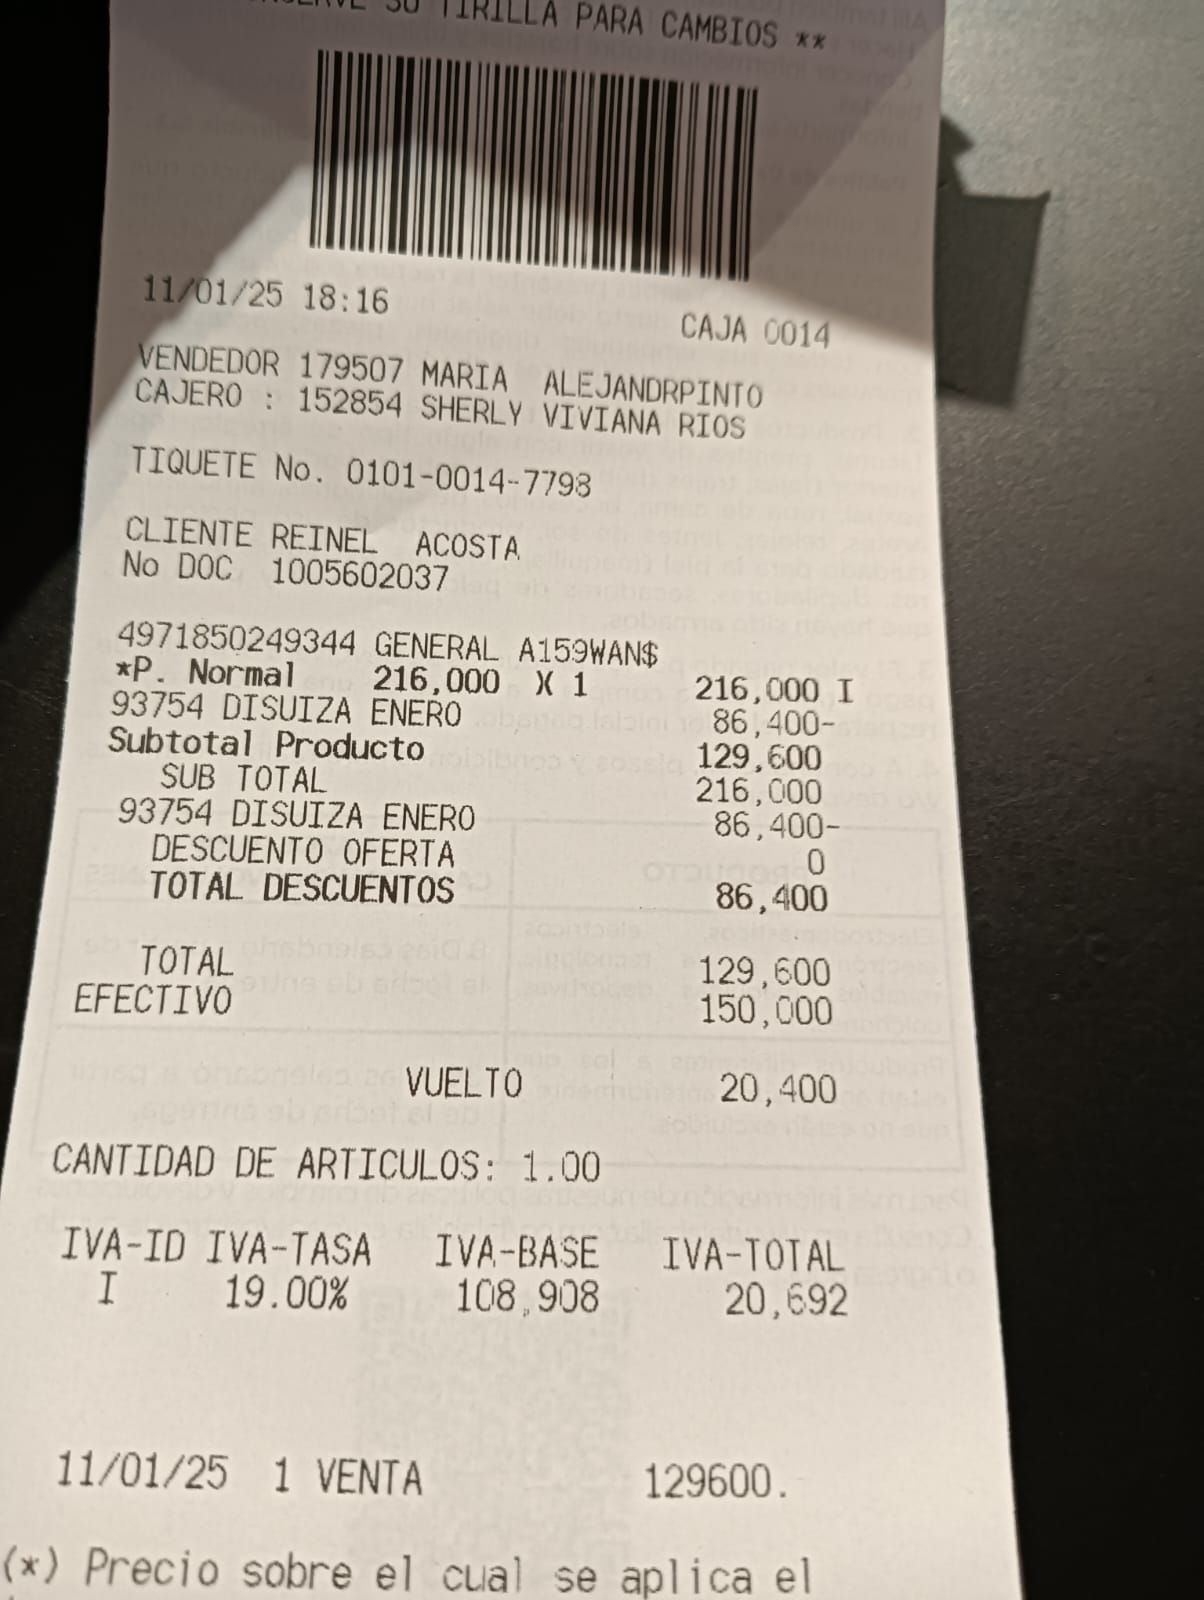 SU TIRILLA PARA CAMBIOS **
11/01/25 18:16
CAJA 0014
VENDEDOR 179507 MARIA ALEJANDRPINTO
CAJERO : 152854 SHERLY VIVIANA RIOS
TIQUETE No. 0101-0014-7798
CLIENTE REINEL ACOSTA
No DOC 1005602037
4971850249344 GENERAL A159WAN$
*P. Normal 216,000 X 1 216,000 I
93754 DISUIZA ENERO 86,400-
Subtotal Producto 129,600
SUB TOTAL 216,000
93754 DISUIZA ENERO 86,400-
DESCUENTO OFERTA 0
TOTAL DESCUENTOS 86,400
TOTAL 129,600
EFECTIVO 150,000
VUELTO 20,400
CANTIDAD DE ARTICULOS: 1.00
IVA-ID IVA-TASA IVA-BASE IVA-TOTAL
I 19.00% 108,908 20,692
11/01/25 1 VENTA 129600.
(*) Precio sobre el cual se aplica el